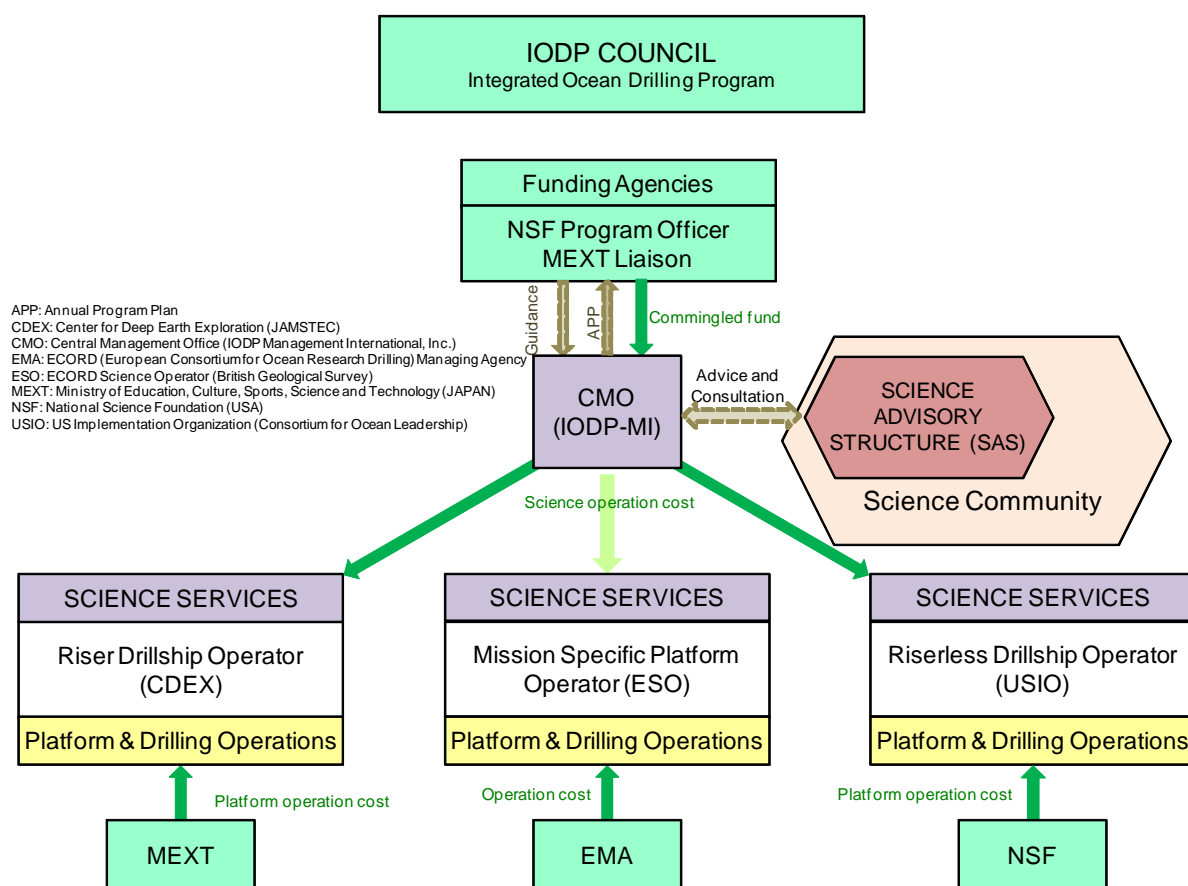 IODP COUNCIL
Integrated Ocean Drilling Program
Funding Agencies
NSF Program Officer
MEXT Liaison
Guidance
APP
Commingled fund
APP: Annual Program Plan
CDEX: Center for Deep Earth Exploration (JAMSTEC)
CMO: Central Management Office (IODP Management International, Inc.)
EMA: ECORD (European Consortium for Ocean Research Drilling) Managing Agency
ESO: ECORD Science Operator (British Geological Survey)
MEXT: Ministry of Education, Culture, Sports, Science and Technology (JAPAN)
NSF: National Science Foundation (USA)
USIO: US Implementation Organization (Consortium for Ocean Leadership)
CMO
(IODP-MI)
Advice and
Consultation
SCIENCE
ADVISORY
STRUCTURE (SAS)
Science Community
Science operation cost
SCIENCE SERVICES
Riser Drillship Operator
(CDEX)
Platform & Drilling Operations
SCIENCE SERVICES
Mission Specific Platform
Operator (ESO)
Platform & Drilling Operations
SCIENCE SERVICES
Riserless Drillship Operator
(USIO)
Platform & Drilling Operations
Platform operation cost
Operation cost
Platform operation cost
MEXT
EMA
NSF